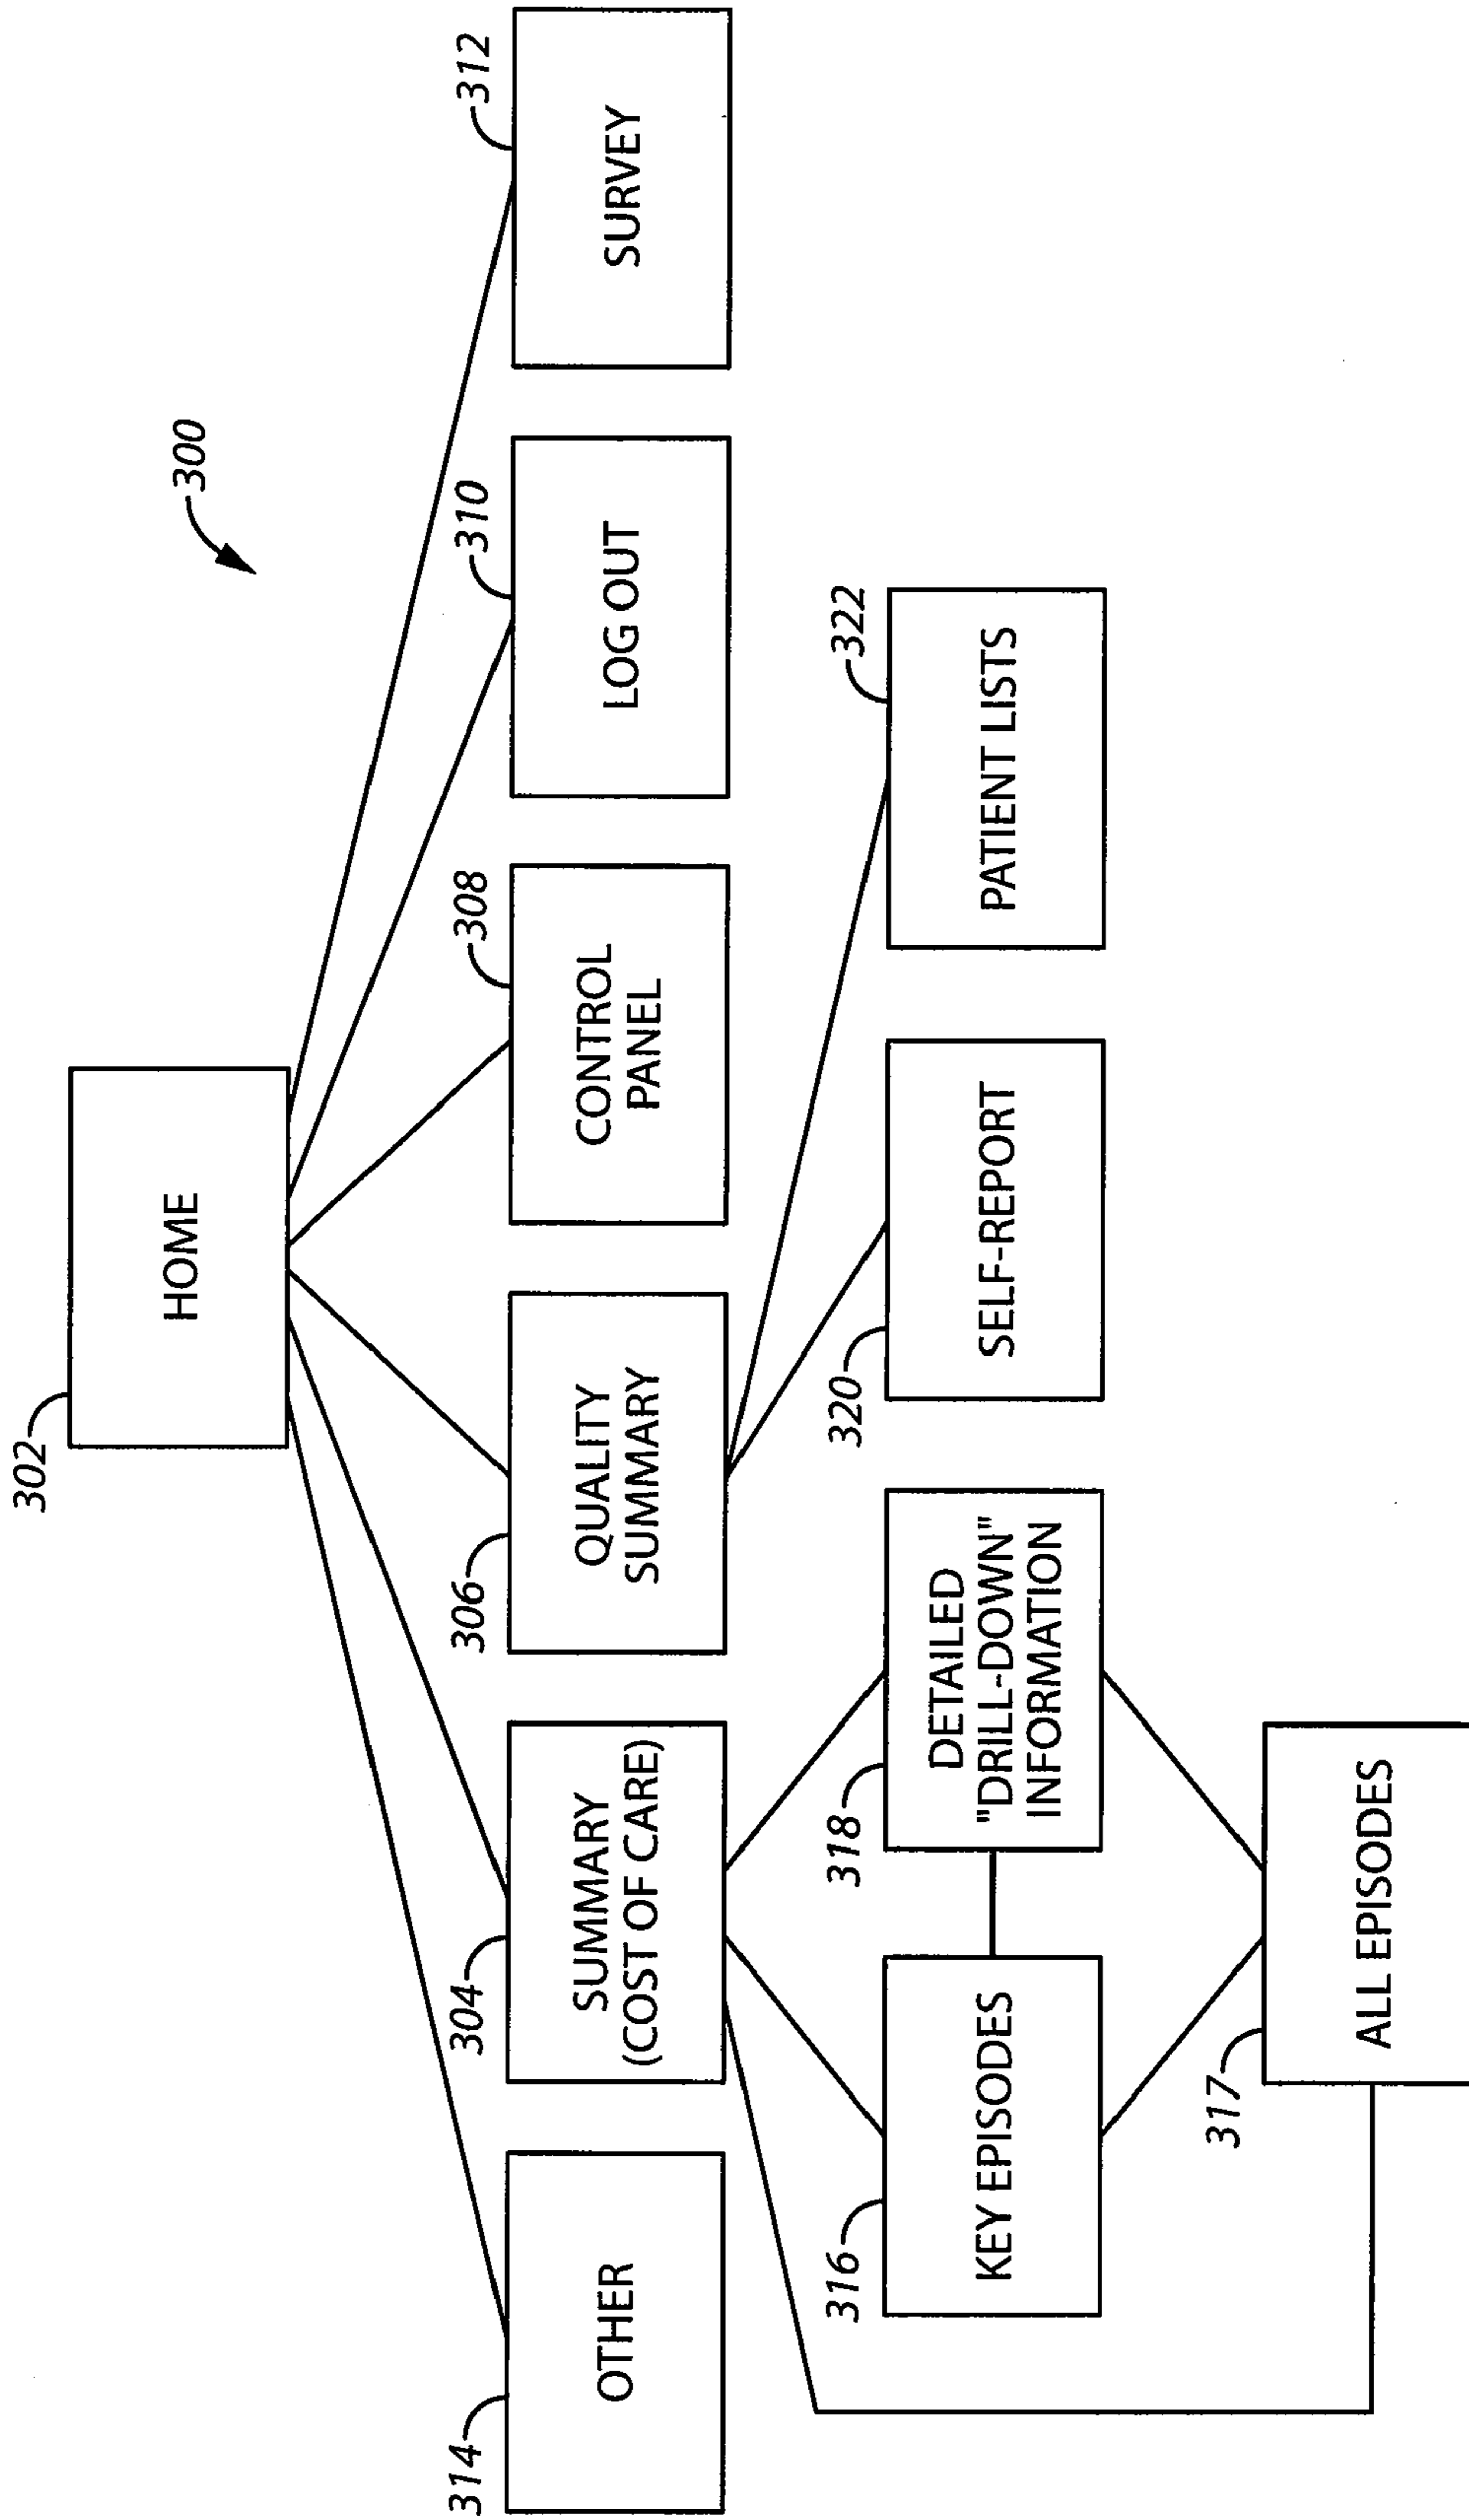 300
302
HOME
314
OTHER
304
SUMMARY
(COST OF CARE)
306
QUALITY
SUMMARY
308
CONTROL
PANEL
310
LOG OUT
312
SURVEY
316
KEY EPISODES
318
DETAILED
"DRILL-DOWN"
INFORMATION
320
SELF-REPORT
322
PATIENT LISTS
317
ALL EPISODES